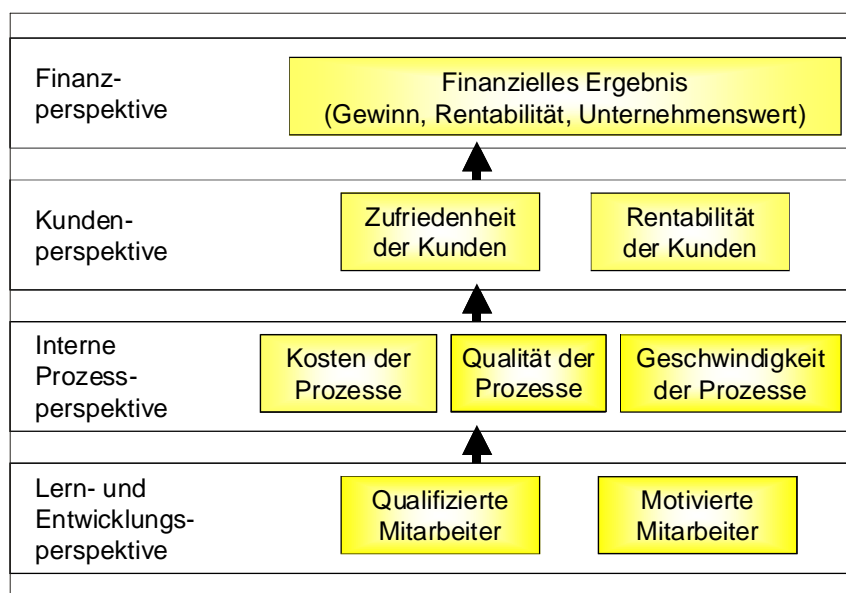 Finanz-
perspektive
Finanzielles Ergebnis
(Gewinn, Rentabilität, Unternehmenswert)
Kunden-
perspektive
Zufriedenheit
der Kunden
Rentabilität
der Kunden
Interne
Prozess-
perspektive
Kosten der
Prozesse
Qualität der
Prozesse
Geschwindigkeit
der Prozesse
Lern- und
Entwicklungs-
perspektive
Qualifizierte
Mitarbeiter
Motivierte
Mitarbeiter